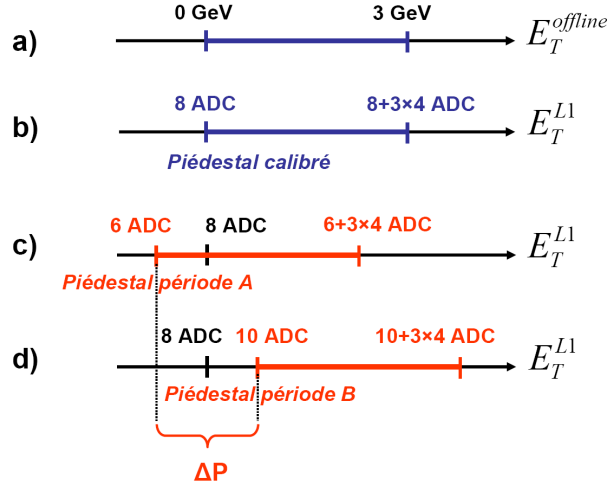 0 GeV 3 GeV
a) E_T^{offline}
8 ADC 8+3×4 ADC
b) E_T^{L1}
Piédestal calibré
6 ADC 8 ADC 6+3×4 ADC
c) E_T^{L1}
Piédestal période A
8 ADC 10 ADC 10+3×4 ADC
d) E_T^{L1}
Piédestal période B
ΔP